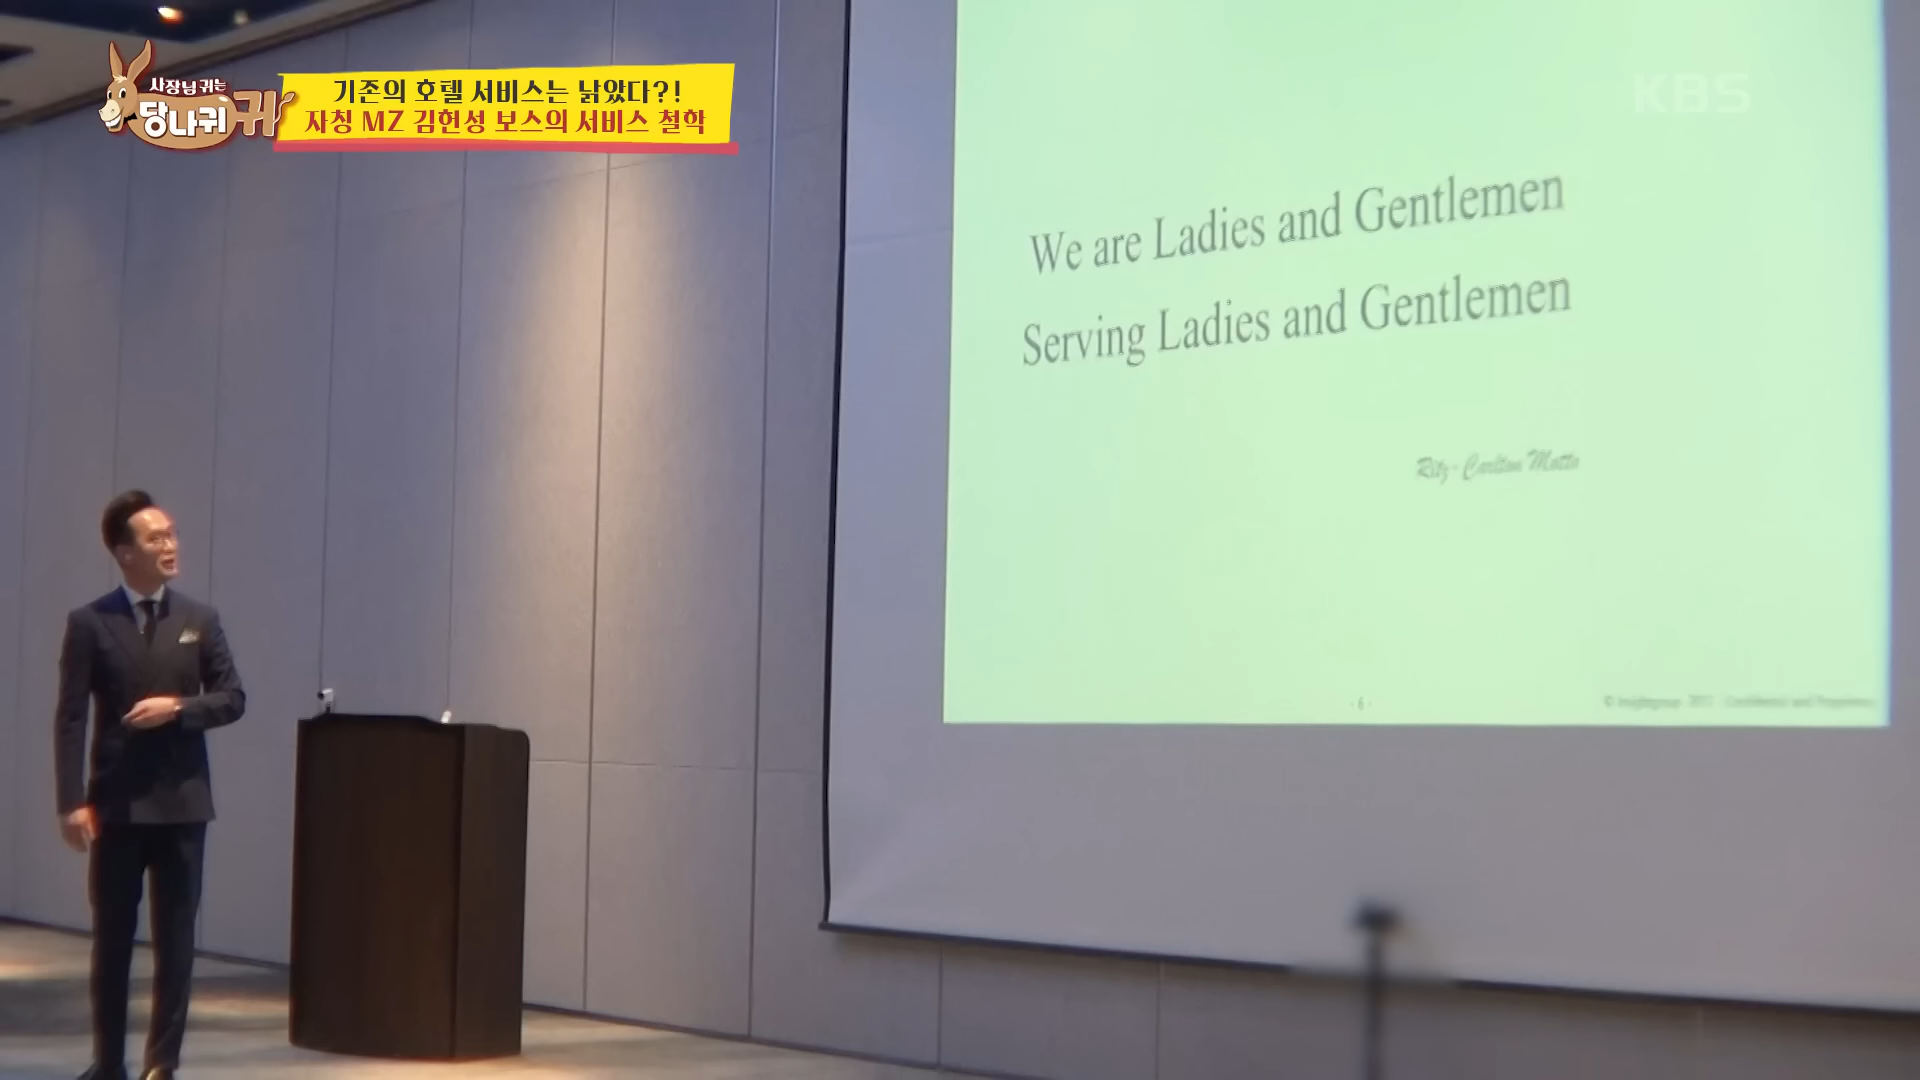 사장님 귀는
당나귀 귀
기존의 호텔 서비스는 낡았다?!
자칭 MZ 김헌성 보스의 서비스 철학
KBS
We are Ladies and Gentlemen
Serving Ladies and Gentlemen
Ritz-Carlton Motto
- 6 -